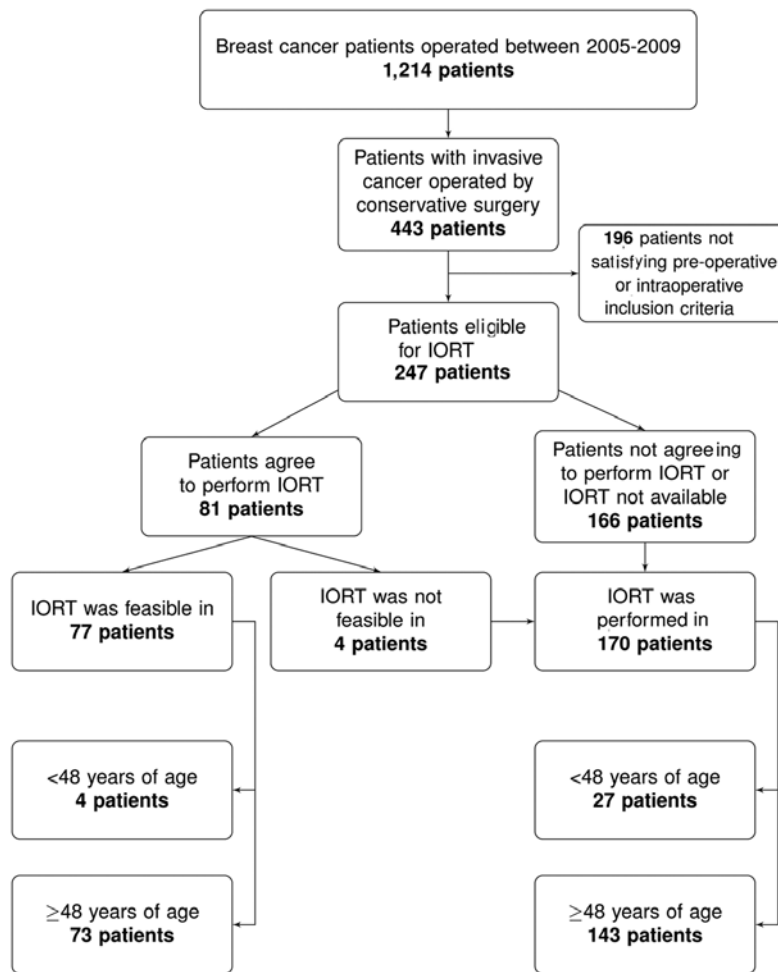 Breast cancer patients operated between 2005-2009
1,214 patients
Patients with invasive
cancer operated by
conservative surgery
443 patients
196 patients not
satisfying pre-operative
or intraoperative
inclusion criteria
Patients eligible
for IORT
247 patients
Patients agree
to perform IORT
81 patients
Patients not agreeing
to perform IORT or
IORT not available
166 patients
IORT was feasible in
77 patients
IORT was not
feasible in
4 patients
IORT was
performed in
170 patients
<48 years of age
4 patients
<48 years of age
27 patients
≥48 years of age
73 patients
≥48 years of age
143 patients